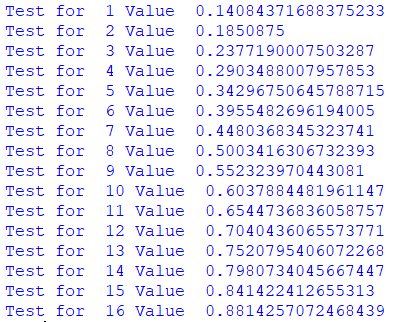 Test for  1 Value  0.14084371688375233
Test for  2 Value  0.1850875
Test for  3 Value  0.2377190007503287
Test for  4 Value  0.2903488007957853
Test for  5 Value  0.34296750645788715
Test for  6 Value  0.3955482696194005
Test for  7 Value  0.4480368345323741
Test for  8 Value  0.5003416306732393
Test for  9 Value  0.552323970443081
Test for  10 Value  0.6037884481961147
Test for  11 Value  0.6544736836058757
Test for  12 Value  0.7040436065573771
Test for  13 Value  0.7520795406072268
Test for  14 Value  0.7980734045667447
Test for  15 Value  0.841422412655313
Test for  16 Value  0.8814257072468439